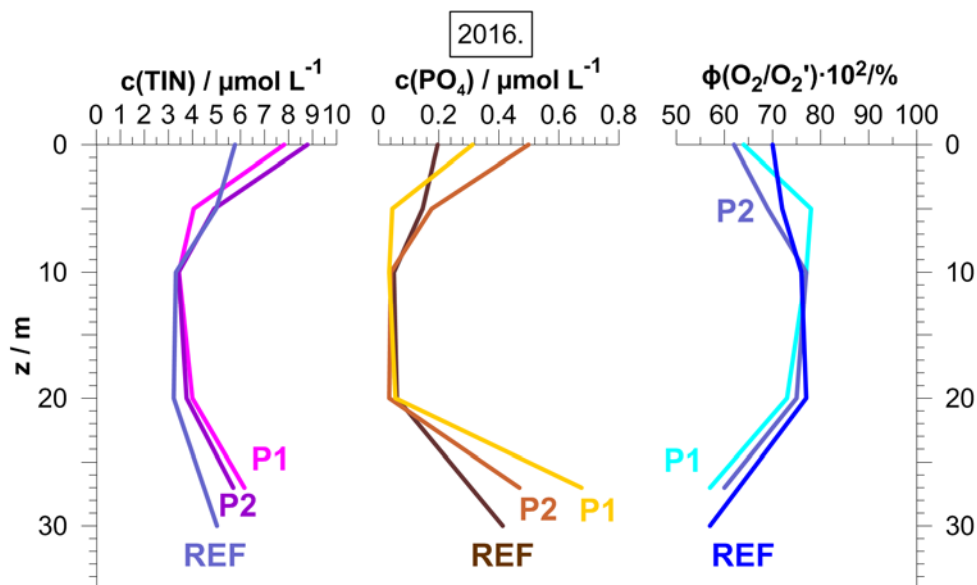 2016.
c(TIN) / µmol L⁻¹
c(PO₄) / µmol L⁻¹
ϕ(O₂/O₂')·10²/%
0 1 2 3 4 5 6 7 8 9 10
0 0.2 0.4 0.6 0.8
50 60 70 80 90 100
0
10
20
30
z / m
P1
P2
REF
P2
P1
REF
P2
P1
REF
0
10
20
30